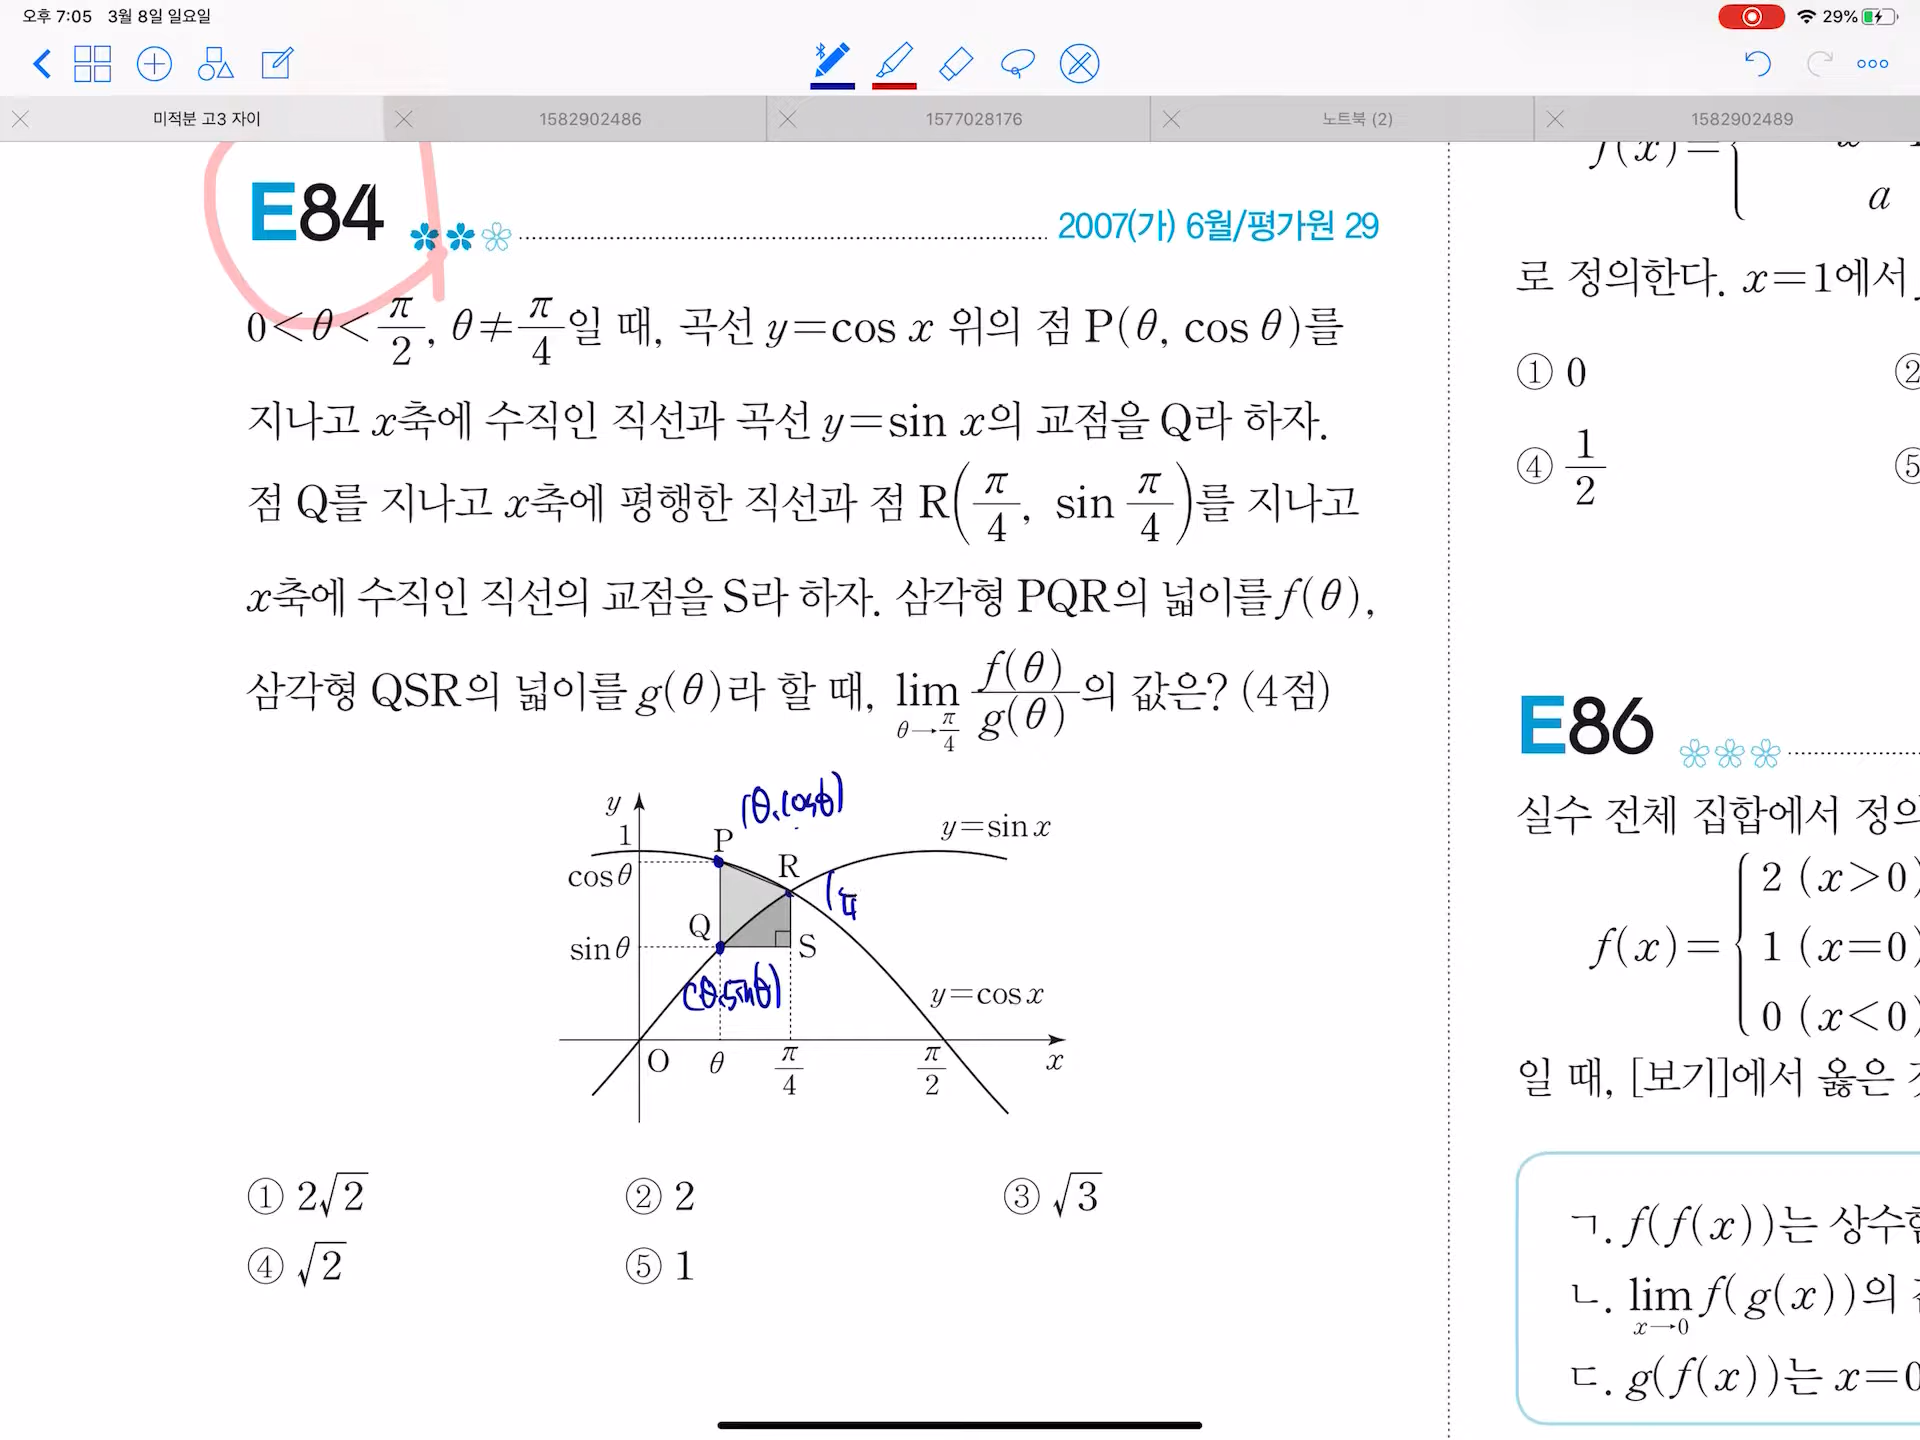 오후 7:05 3월 8일 일요일
29%
미적분 고3 자이
1582902486
1577028176
노트북 (2)
1582902489
E84
2007(가) 6월/평가원 29
0<θ<π/2, θ≠π/4일 때, 곡선 y=cos x 위의 점 P(θ, cos θ)를
지나고 x축에 수직인 직선과 곡선 y=sin x의 교점을 Q라 하자.
점 Q를 지나고 x축에 평행한 직선과 점 R(π/4, sin π/4)를 지나고
x축에 수직인 직선의 교점을 S라 하자. 삼각형 PQR의 넓이를 f(θ),
삼각형 QSR의 넓이를 g(θ)라 할 때, lim θ→π/4 f(θ)/g(θ)의 값은? (4점)
(θ, cosθ)
y
1
P
y=sin x
R
cos θ
(π/4
Q
sin θ
S
(θ, sinθ)
y=cos x
O
θ
π/4
π/2
x
① 2√2
② 2
③ √3
④ √2
⑤ 1
f(x)={
a
로 정의한다. x=1에서
① 0
②
④ 1/2
⑤
E86
실수 전체 집합에서 정의
f(x)={ 2 (x>0)
1 (x=0)
0 (x<0)
일 때, [보기]에서 옳은
ㄱ. f(f(x))는 상수함
ㄴ. lim x→0 f(g(x))의
ㄷ. g(f(x))는 x=0